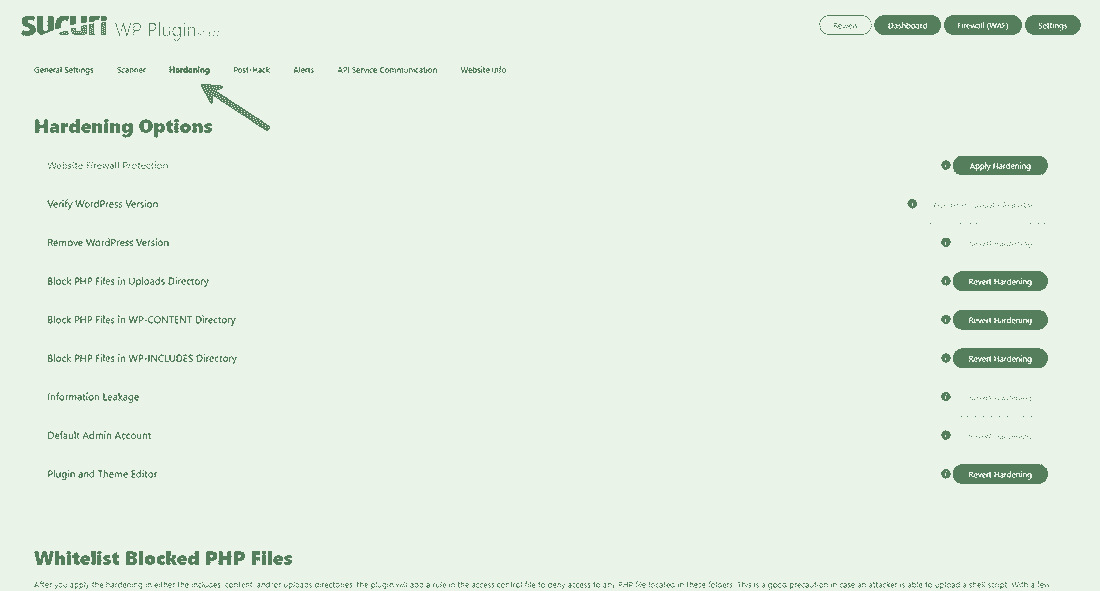 SUCURI WP Plugin
Review Dashboard Firewall (WAF) Settings
General Settings Scanner Hardening Post-Hack Alerts API Service Communication Website Info
Hardening Options
Website Firewall Protection Apply Hardening
Verify WordPress Version
Remove WordPress Version Revert Hardening
Block PHP Files in Uploads Directory Revert Hardening
Block PHP Files in WP-CONTENT Directory Revert Hardening
Block PHP Files in WP-INCLUDES Directory Revert Hardening
Information Leakage
Default Admin Account
Plugin and Theme Editor Revert Hardening
Whitelist Blocked PHP Files
After you apply the hardening in either the includes, content, and/or uploads directories, the plugin will add a rule in the access control file to deny access to any PHP file located in these folders. This is a good precaution in case an attacker is able to upload a shell script. With a few